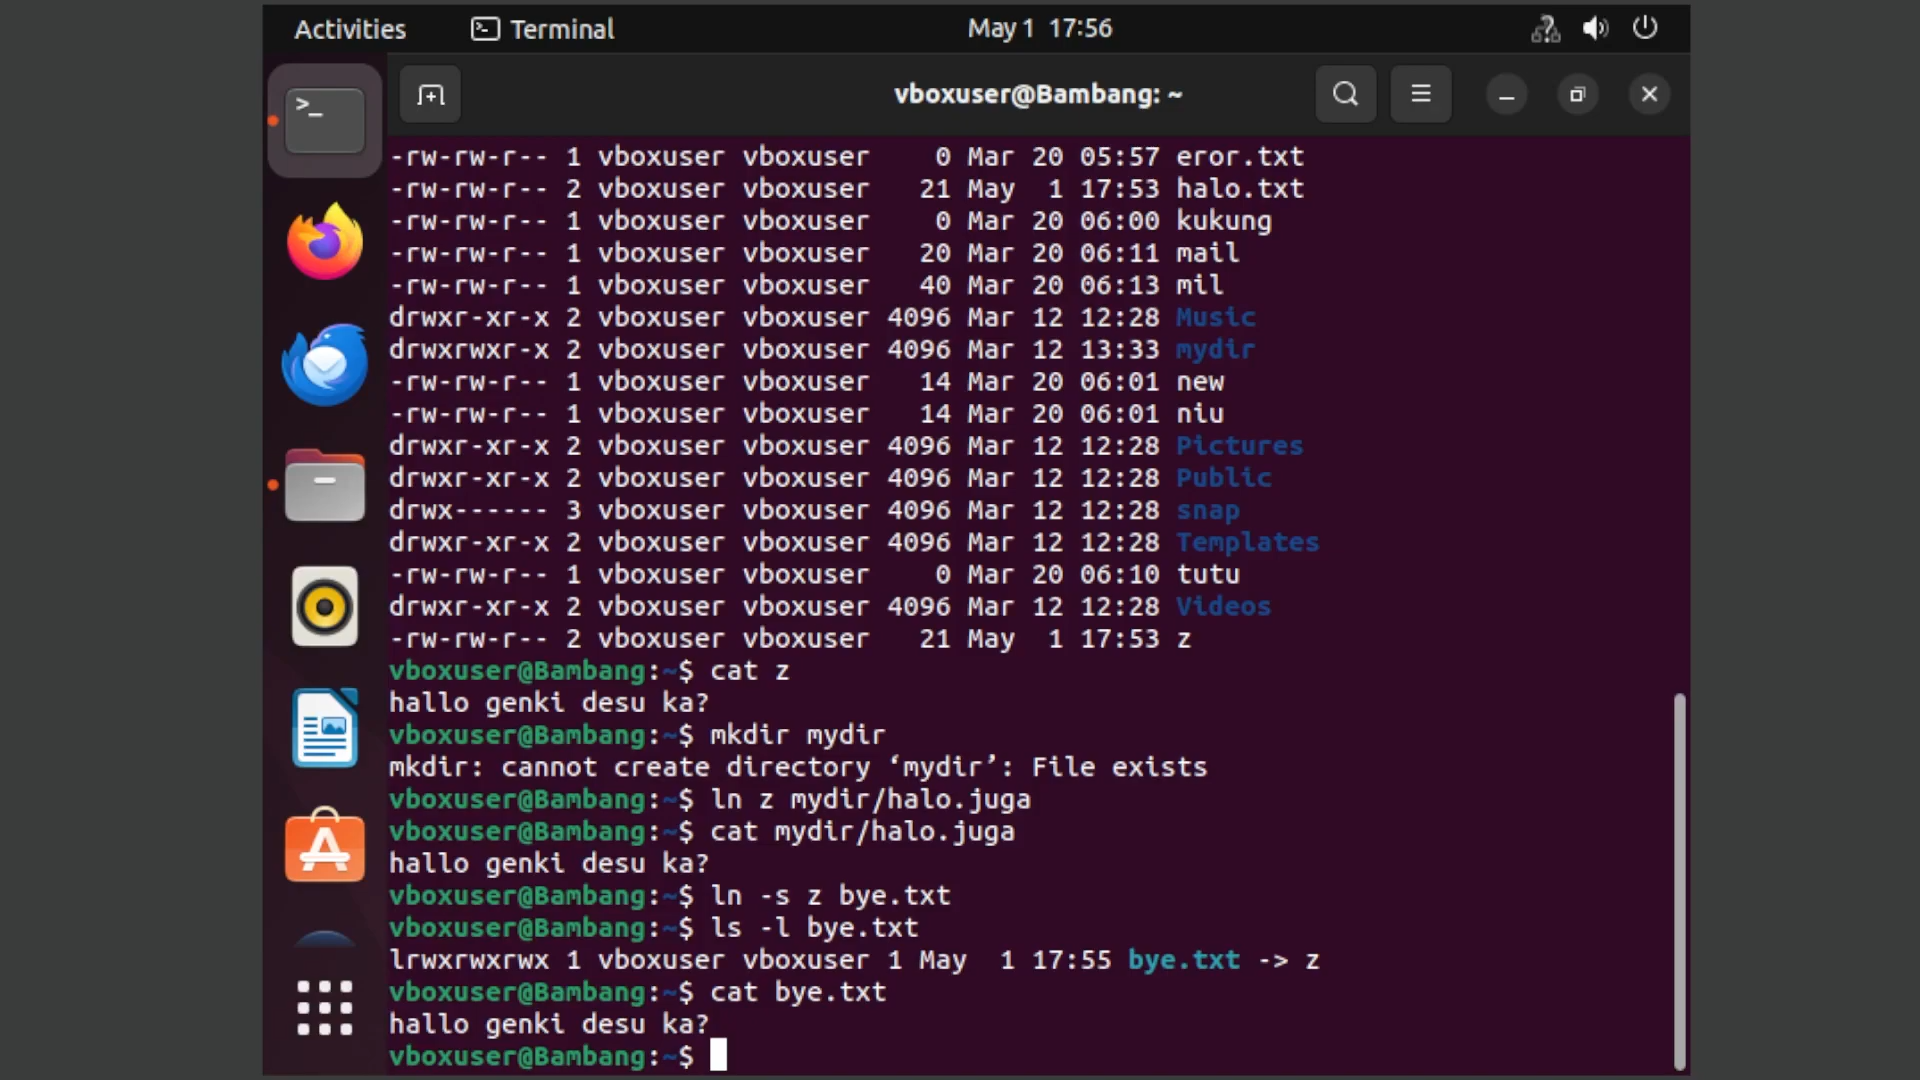 Activities Terminal May 1 17:56
vboxuser@Bambang: ~
-rw-rw-r-- 1 vboxuser vboxuser    0 Mar 20 05:57 eror.txt
-rw-rw-r-- 2 vboxuser vboxuser   21 May  1 17:53 halo.txt
-rw-rw-r-- 1 vboxuser vboxuser    0 Mar 20 06:00 kukung
-rw-rw-r-- 1 vboxuser vboxuser   20 Mar 20 06:11 mail
-rw-rw-r-- 1 vboxuser vboxuser   40 Mar 20 06:13 mil
drwxr-xr-x 2 vboxuser vboxuser 4096 Mar 12 12:28 Music
drwxrwxr-x 2 vboxuser vboxuser 4096 Mar 12 13:33 mydir
-rw-rw-r-- 1 vboxuser vboxuser   14 Mar 20 06:01 new
-rw-rw-r-- 1 vboxuser vboxuser   14 Mar 20 06:01 niu
drwxr-xr-x 2 vboxuser vboxuser 4096 Mar 12 12:28 Pictures
drwxr-xr-x 2 vboxuser vboxuser 4096 Mar 12 12:28 Public
drwx------ 3 vboxuser vboxuser 4096 Mar 12 12:28 snap
drwxr-xr-x 2 vboxuser vboxuser 4096 Mar 12 12:28 Templates
-rw-rw-r-- 1 vboxuser vboxuser    0 Mar 20 06:10 tutu
drwxr-xr-x 2 vboxuser vboxuser 4096 Mar 12 12:28 Videos
-rw-rw-r-- 2 vboxuser vboxuser   21 May  1 17:53 z
vboxuser@Bambang:~$ cat z
hallo genki desu ka?
vboxuser@Bambang:~$ mkdir mydir
mkdir: cannot create directory ‘mydir’: File exists
vboxuser@Bambang:~$ ln z mydir/halo.juga
vboxuser@Bambang:~$ cat mydir/halo.juga
hallo genki desu ka?
vboxuser@Bambang:~$ ln -s z bye.txt
vboxuser@Bambang:~$ ls -l bye.txt
lrwxrwxrwx 1 vboxuser vboxuser 1 May  1 17:55 bye.txt -> z
vboxuser@Bambang:~$ cat bye.txt
hallo genki desu ka?
vboxuser@Bambang:~$